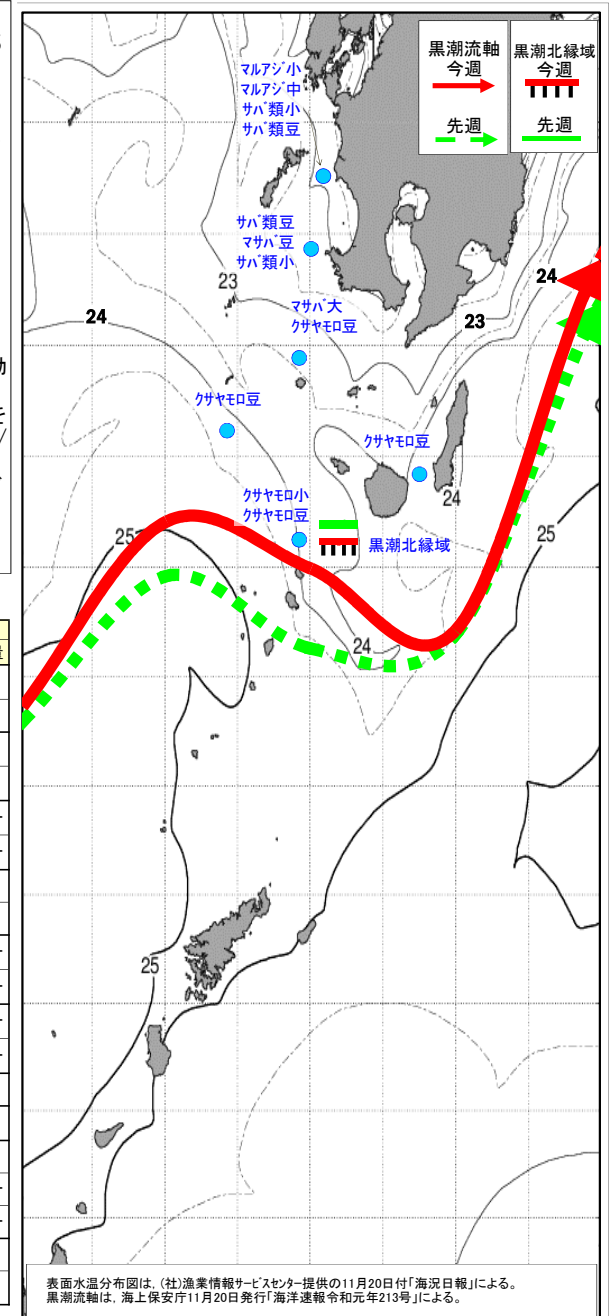 黒潮流軸
今週
先週
黒潮北縁域
今週
先週
ﾏﾙｱｼﾞ小
ﾏﾙｱｼﾞ中
ｻﾊﾞ類小
ｻﾊﾞ類豆
ｻﾊﾞ類豆
ﾏｻﾊﾞ豆
ｻﾊﾞ類小
23
24
24
23
ﾏｻﾊﾞ大
ｸｻﾔﾓﾛ豆
ｸｻﾔﾓﾛ豆
ｸｻﾔﾓﾛ豆
24
ｸｻﾔﾓﾛ小
ｸｻﾔﾓﾛ豆
黒潮北縁域
25
25
24
25
表面水温分布図は，(社)漁業情報ｻｰﾋﾞｽｾﾝﾀｰ提供の11月20日付「海況日報」による。
黒潮流軸は，海上保安庁11月20日発行「海洋速報令和元年213号」による。